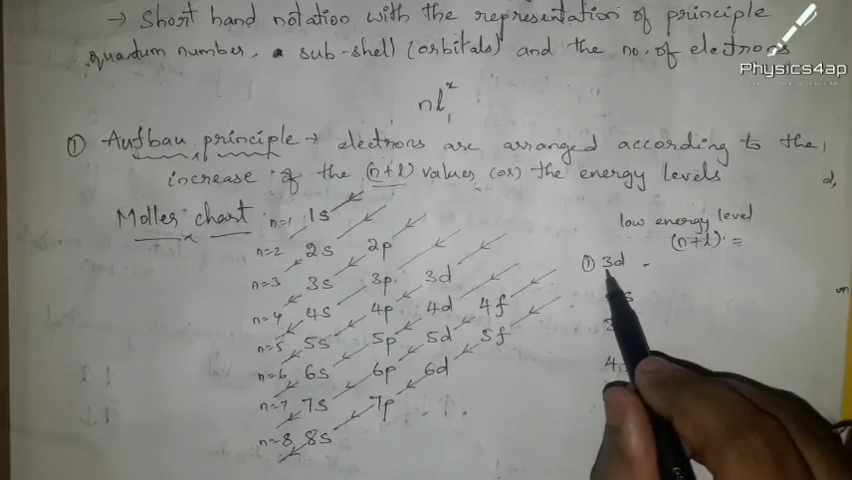 → Short hand notation with the representation of principle
quantum number, sub-shell (orbitals) and the no. of electrons
Physics4ap
nl^x
① Aufbau principle → electrons are arranged according to the
increase of the (n+l) values (or) the energy levels
Moller chart
n=1 1s
n=2 2s 2p
n=3 3s 3p 3d
n=4 4s 4p 4d 4f
n=5 5s 5p 5d 5f
n=6 6s 6p 6d
n=7 7s 7p
n=8 8s
low energy level
(n+l) =
① 3d -